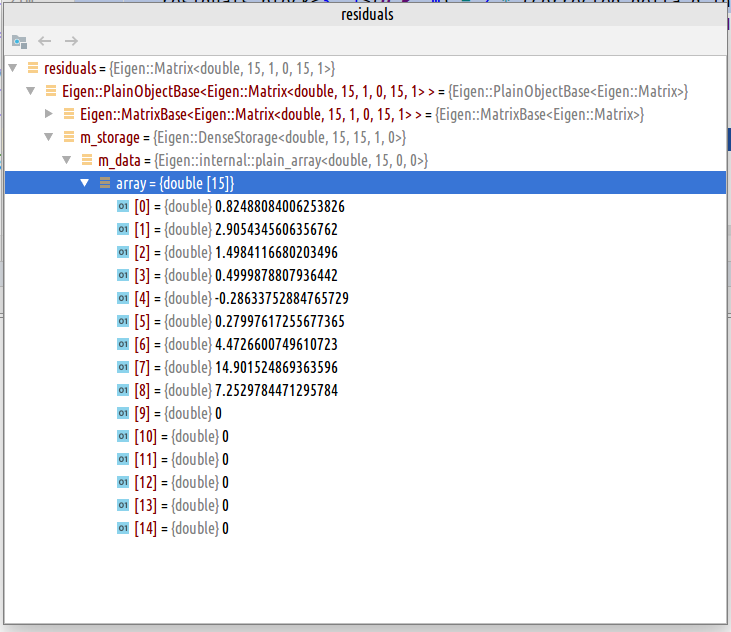 residuals
residuals = {Eigen::Matrix<double, 15, 1, 0, 15, 1>}
Eigen::PlainObjectBase<Eigen::Matrix<double, 15, 1, 0, 15, 1> > = {Eigen::PlainObjectBase<Eigen::Matrix>}
Eigen::MatrixBase<Eigen::Matrix<double, 15, 1, 0, 15, 1> > = {Eigen::MatrixBase<Eigen::Matrix>}
m_storage = {Eigen::DenseStorage<double, 15, 15, 1, 0>}
m_data = {Eigen::internal::plain_array<double, 15, 0, 0>}
array = {double [15]}
01 [0] = {double} 0.82488084006253826
01 [1] = {double} 2.9054345606356762
01 [2] = {double} 1.4984116680203496
01 [3] = {double} 0.4999878807936442
01 [4] = {double} -0.28633752884765729
01 [5] = {double} 0.27997617255677365
01 [6] = {double} 4.4726600749610723
01 [7] = {double} 14.901524869363596
01 [8] = {double} 7.2529784471295784
01 [9] = {double} 0
01 [10] = {double} 0
01 [11] = {double} 0
01 [12] = {double} 0
01 [13] = {double} 0
01 [14] = {double} 0